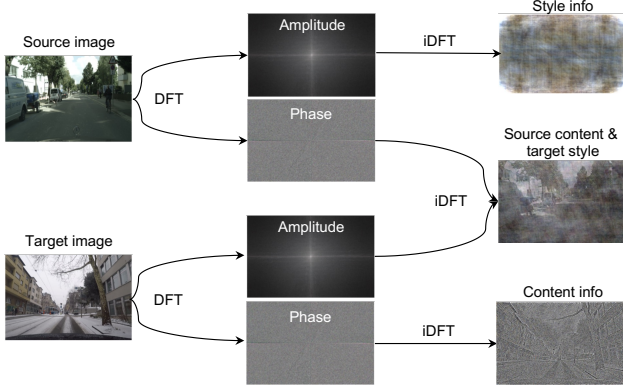 Style info
Source image
Amplitude
iDFT
DFT
Phase
Source content &
target style
iDFT
Target image
Amplitude
DFT
Phase
iDFT
Content info